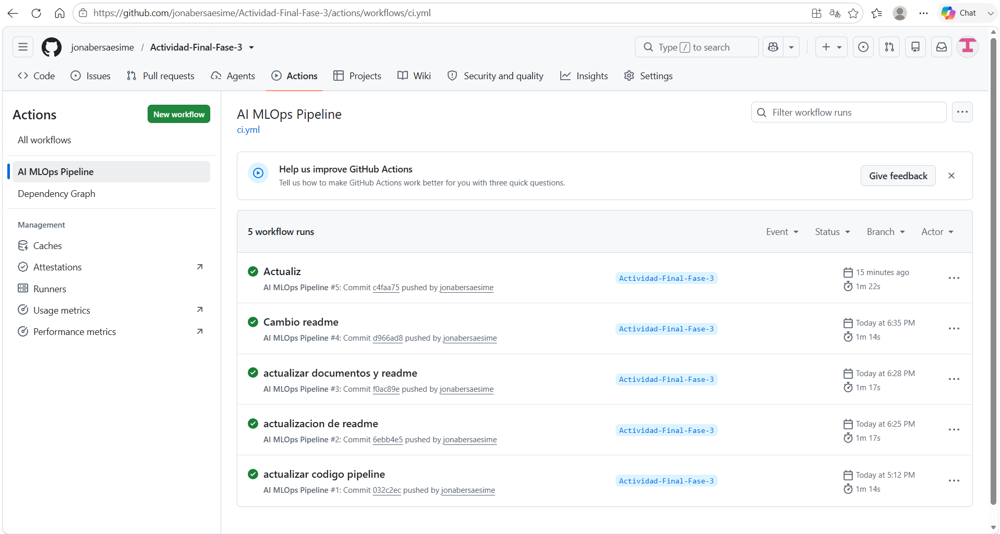 https://github.com/jonabersaesime/Actividad-Final-Fase-3/actions/workflows/ci.yml
Chat
jonabersaesime / Actividad-Final-Fase-3
Type / to search
Code
Issues
Pull requests
Agents
Actions
Projects
Wiki
Security and quality
Insights
Settings
Actions
New workflow
All workflows
AI MLOps Pipeline
Dependency Graph
Management
Caches
Attestations
Runners
Usage metrics
Performance metrics
AI MLOps Pipeline
ci.yml
Filter workflow runs
Help us improve GitHub Actions
Tell us how to make GitHub Actions work better for you with three quick questions.
Give feedback
5 workflow runs
Event
Status
Branch
Actor
Actualiz
AI MLOps Pipeline #5: Commit c4faa75 pushed by jonabersaesime
Actividad-Final-Fase-3
15 minutes ago
1m 22s
Cambio readme
AI MLOps Pipeline #4: Commit d966ad8 pushed by jonabersaesime
Actividad-Final-Fase-3
Today at 6:35 PM
1m 14s
actualizar documentos y readme
AI MLOps Pipeline #3: Commit f0ac89e pushed by jonabersaesime
Actividad-Final-Fase-3
Today at 6:28 PM
1m 17s
actualizacion de readme
AI MLOps Pipeline #2: Commit 6ebb4e5 pushed by jonabersaesime
Actividad-Final-Fase-3
Today at 6:25 PM
1m 17s
actualizar codigo pipeline
AI MLOps Pipeline #1: Commit 032c2ec pushed by jonabersaesime
Actividad-Final-Fase-3
Today at 5:12 PM
1m 14s